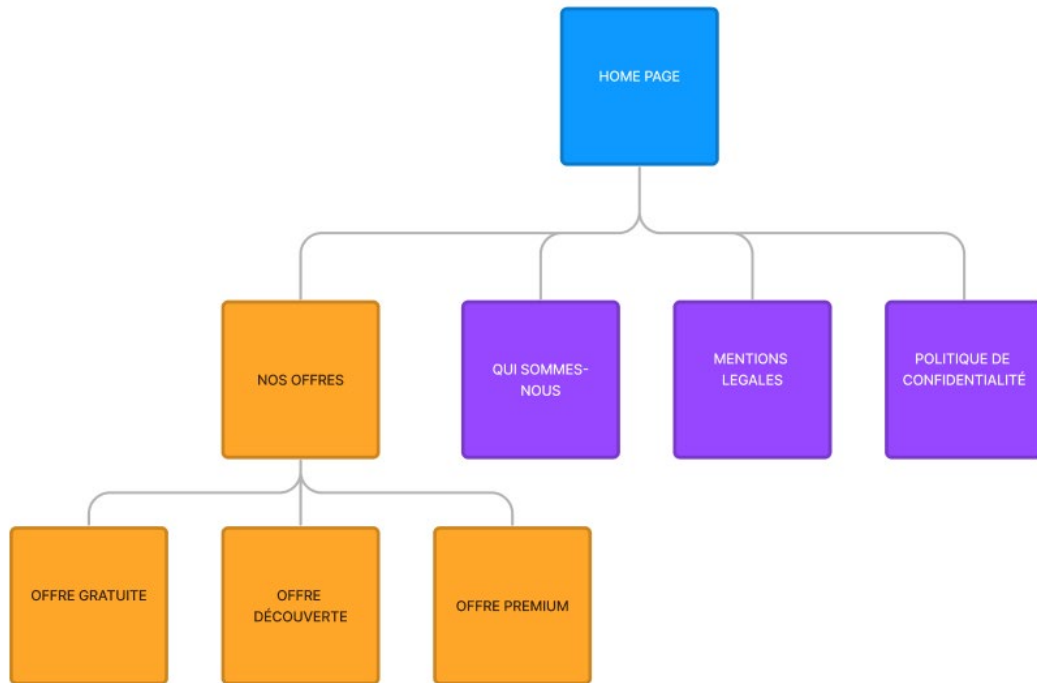 HOME PAGE
NOS OFFRES
QUI SOMMES-
NOUS
MENTIONS
LEGALES
POLITIQUE DE
CONFIDENTIALITÉ
OFFRE GRATUITE
OFFRE
DÉCOUVERTE
OFFRE PREMIUM